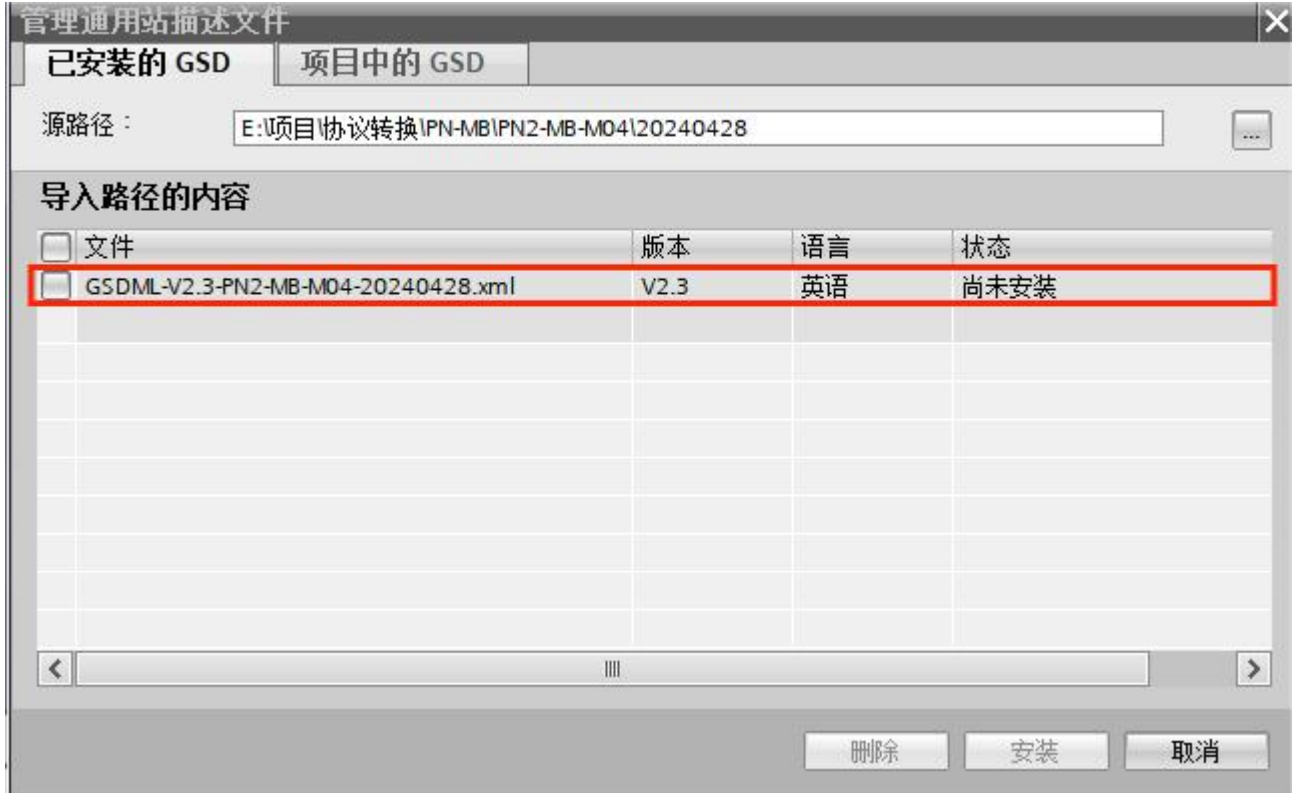 管理通用站描述文件
已安装的 GSD 项目中的 GSD
源路径： E:\项目\协议转换\PN-MB\PN2-MB-M04\20240428 ...
导入路径的内容
文件 版本 语言 状态
GSDML-V2.3-PN2-MB-M04-20240428.xml V2.3 英语 尚未安装
删除 安装 取消